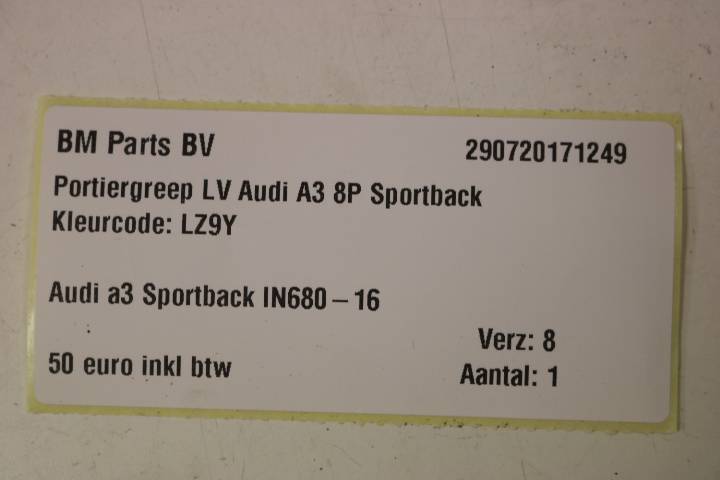 BM Parts BV 290720171249
Portiergreep LV Audi A3 8P Sportback
Kleurcode: LZ9Y
Audi a3 Sportback IN680 – 16
Verz: 8
50 euro inkl btw
Aantal: 1